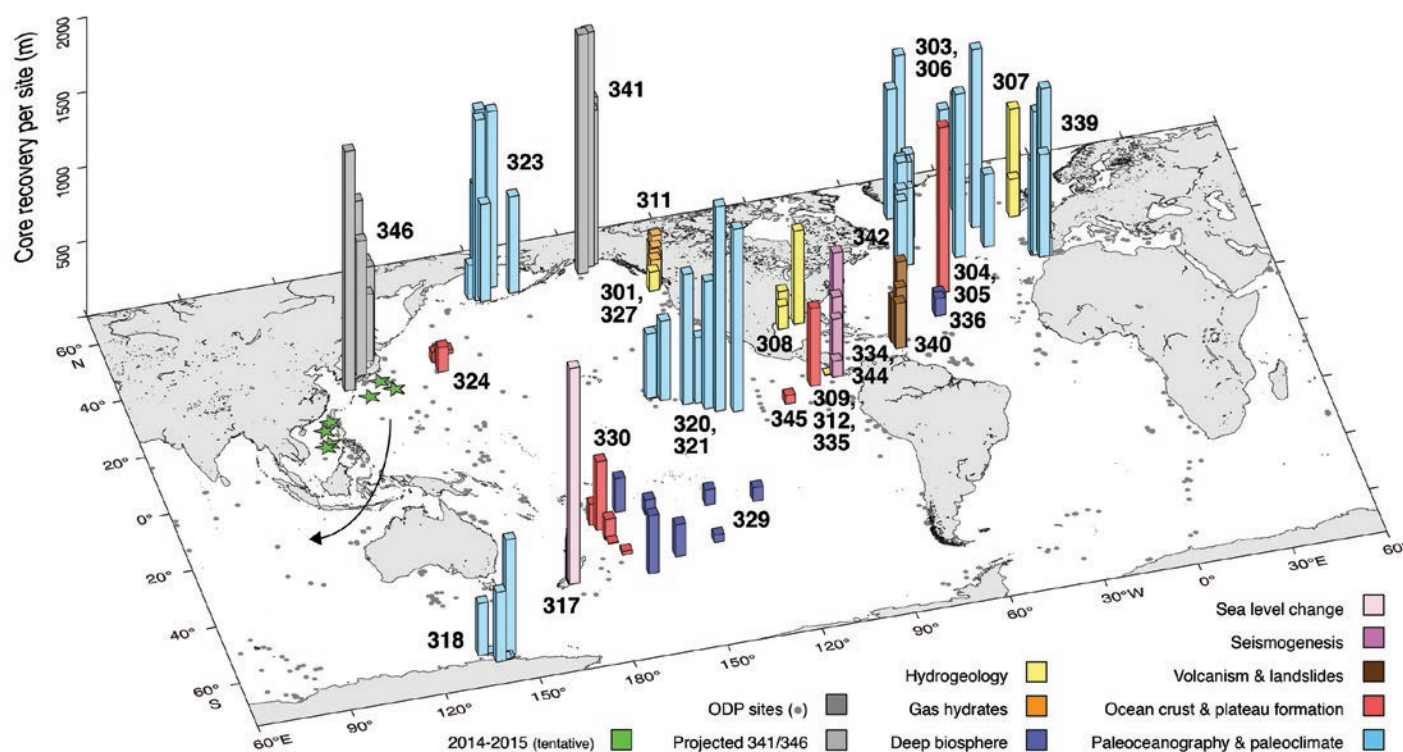 Core recovery per site (m)
2000
1500
1000
500
341
303,
306
307
339
323
346
311
342
301,
327
304,
305
336
308
340
324
334,
344
345
309,
312,
335
320,
321
330
329
317
318
60°
N
40°
20°
0°
20°
40°
60°
S
60°E
90°
120°
150°
180°
150°
120°
90°
60°
30°W
0°
30°E
60°
Sea level change
Seismogenesis
Hydrogeology
Volcanism & landslides
ODP sites (•)
Gas hydrates
Ocean crust & plateau formation
2014-2015 (tentative)
Projected 341/346
Deep biosphere
Paleoceanography & paleoclimate